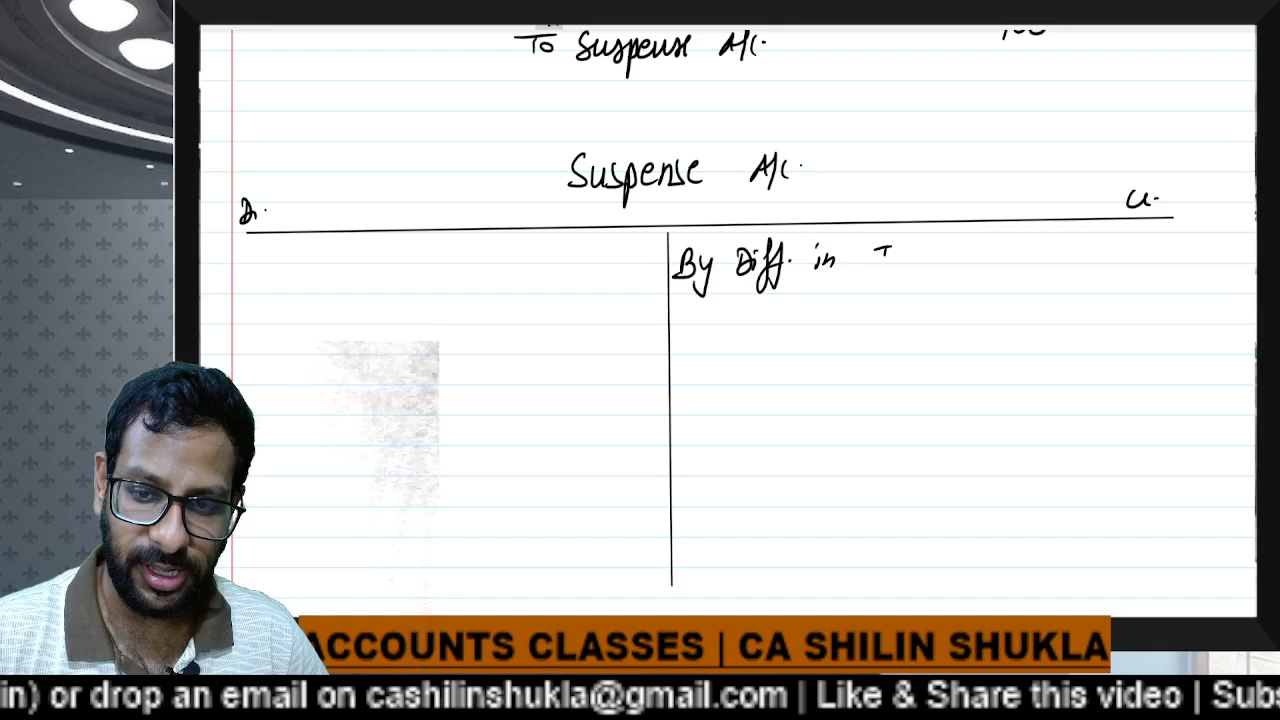 To Suspense A/c.
Suspense A/c.
Dr.
Cr.
By Diff. in T
ACCOUNTS CLASSES | CA SHILIN SHUKLA
in) or drop an email on cashilinshukla@gmail.com | Like & Share this video | Subs